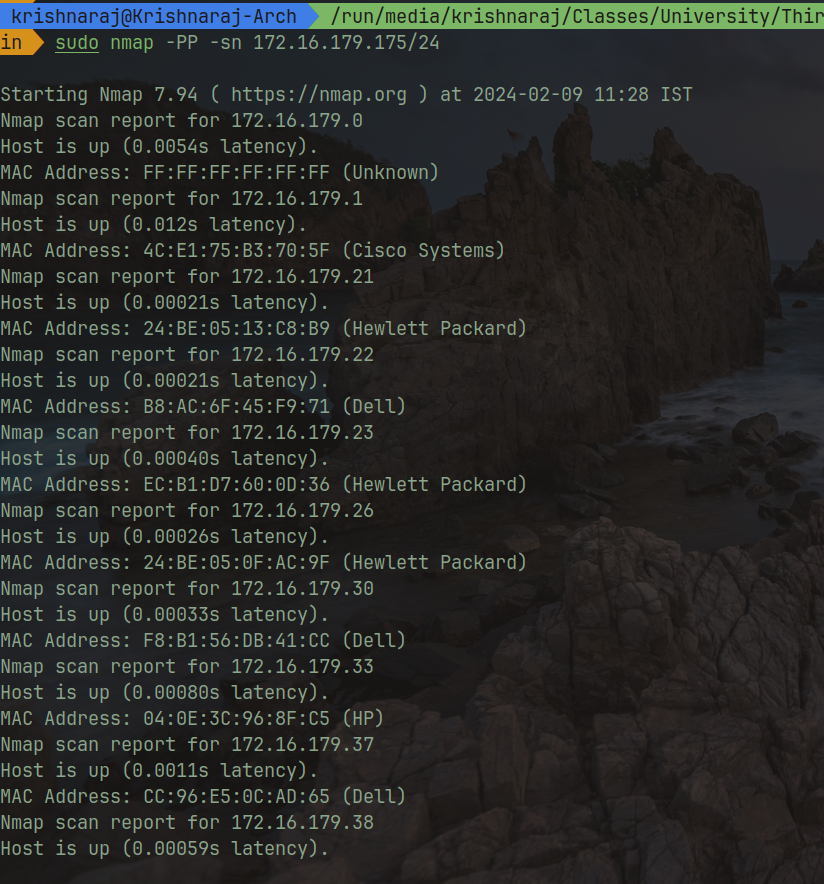 krishnaraj@Krishnaraj-Arch /run/media/krishnaraj/Classes/University/Thir
in sudo nmap -PP -sn 172.16.179.175/24
Starting Nmap 7.94 ( https://nmap.org ) at 2024-02-09 11:28 IST
Nmap scan report for 172.16.179.0
Host is up (0.0054s latency).
MAC Address: FF:FF:FF:FF:FF:FF (Unknown)
Nmap scan report for 172.16.179.1
Host is up (0.012s latency).
MAC Address: 4C:E1:75:B3:70:5F (Cisco Systems)
Nmap scan report for 172.16.179.21
Host is up (0.00021s latency).
MAC Address: 24:BE:05:13:C8:B9 (Hewlett Packard)
Nmap scan report for 172.16.179.22
Host is up (0.00021s latency).
MAC Address: B8:AC:6F:45:F9:71 (Dell)
Nmap scan report for 172.16.179.23
Host is up (0.00040s latency).
MAC Address: EC:B1:D7:60:0D:36 (Hewlett Packard)
Nmap scan report for 172.16.179.26
Host is up (0.00026s latency).
MAC Address: 24:BE:05:0F:AC:9F (Hewlett Packard)
Nmap scan report for 172.16.179.30
Host is up (0.00033s latency).
MAC Address: F8:B1:56:DB:41:CC (Dell)
Nmap scan report for 172.16.179.33
Host is up (0.00080s latency).
MAC Address: 04:0E:3C:96:8F:C5 (HP)
Nmap scan report for 172.16.179.37
Host is up (0.0011s latency).
MAC Address: CC:96:E5:0C:AD:65 (Dell)
Nmap scan report for 172.16.179.38
Host is up (0.00059s latency).